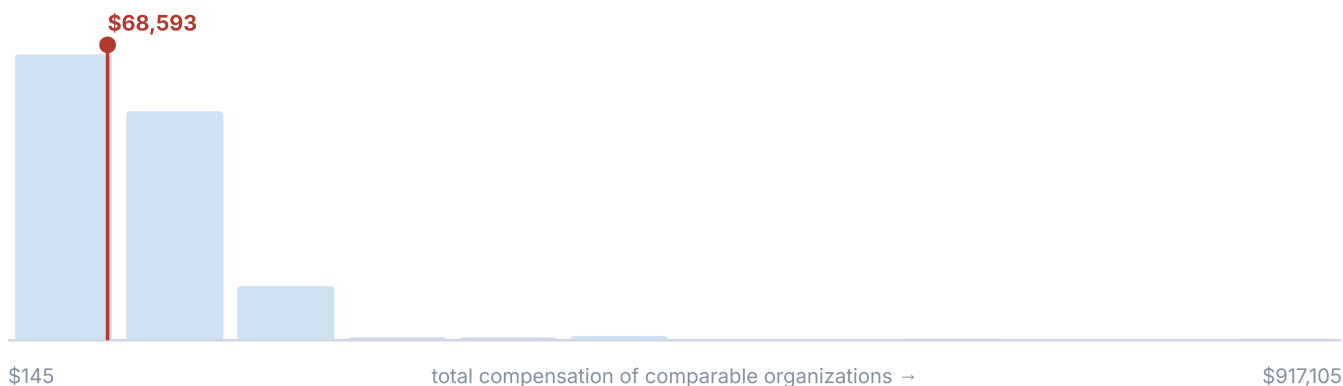 $68,593
$145
total compensation of comparable organizations →
$917,105